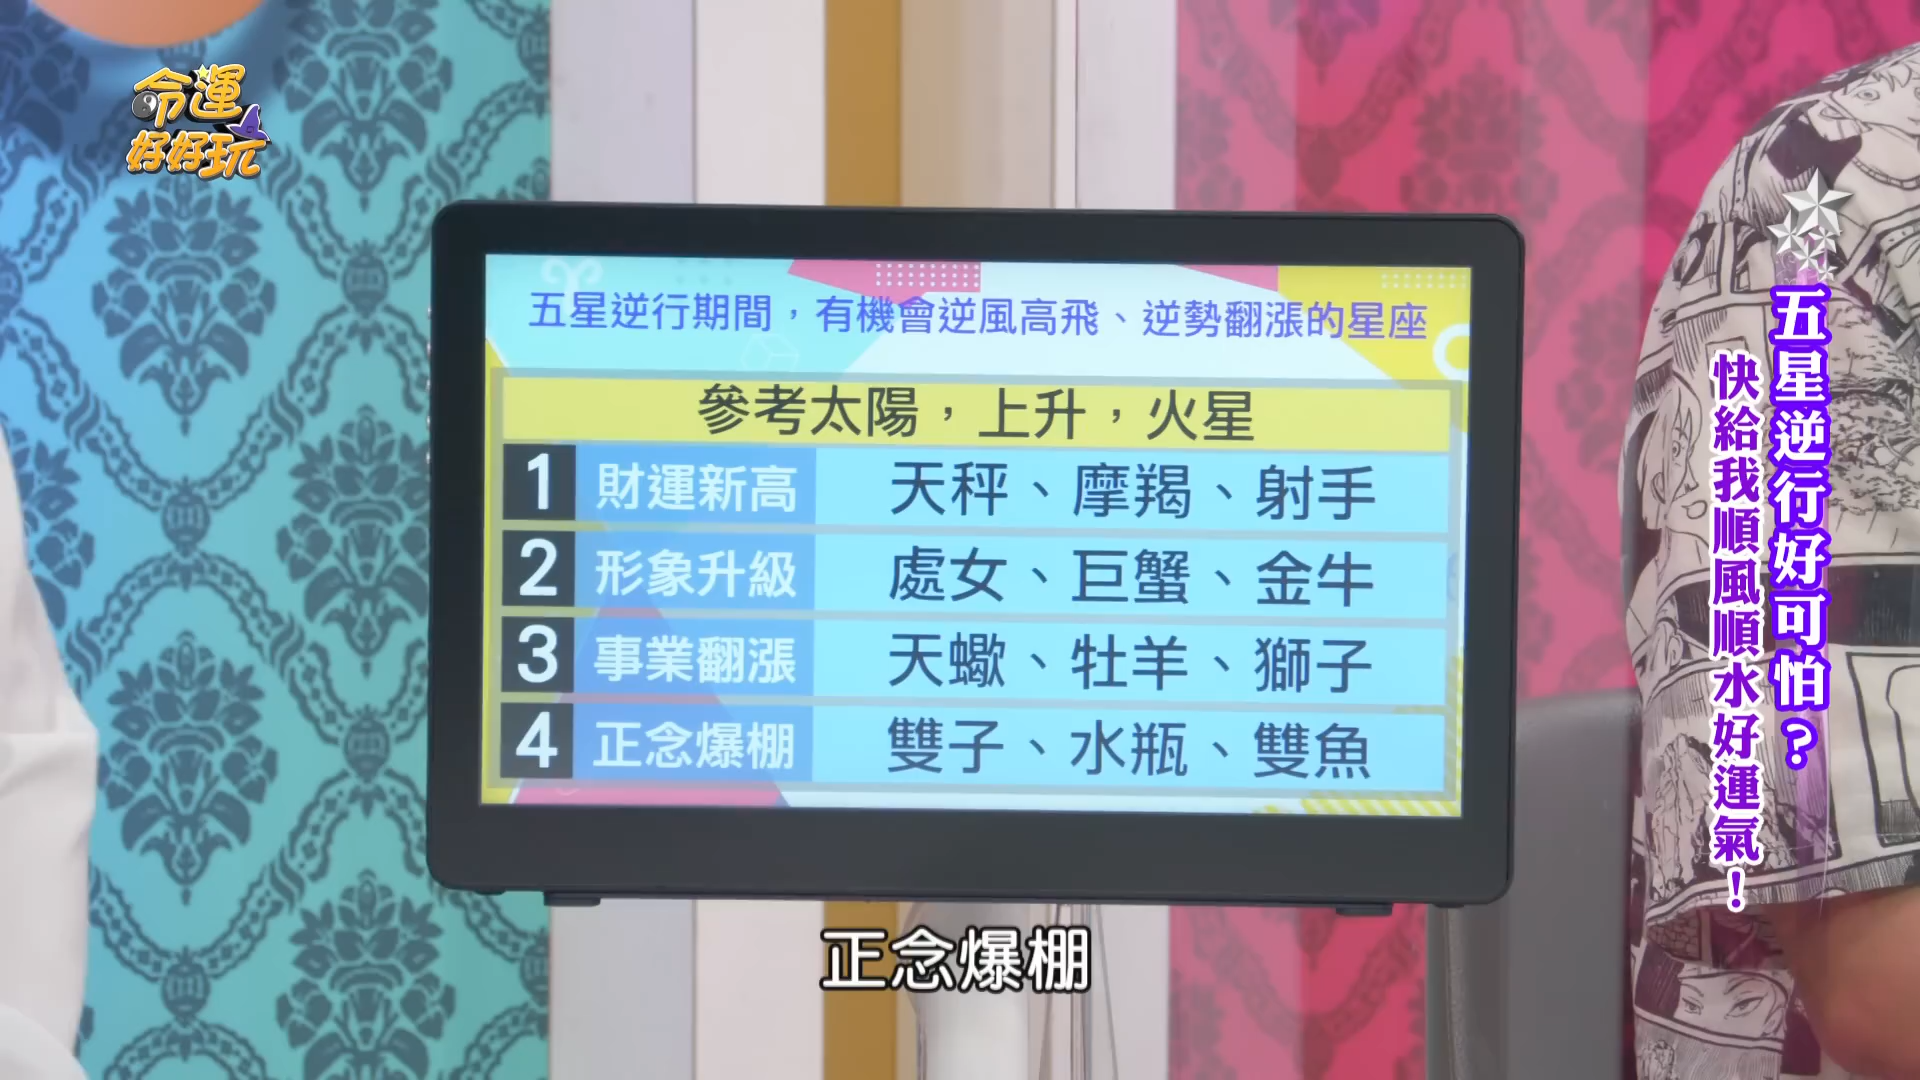 命運
好好玩
五星逆行期間，有機會逆風高飛、逆勢翻漲的星座
參考太陽，上升，火星
1 財運新高 天秤、摩羯、射手
2 形象升級 處女、巨蟹、金牛
3 事業翻漲 天蠍、牡羊、獅子
4 正念爆棚 雙子、水瓶、雙魚
五星逆行好可怕？
快給我順風順水好運氣！
正念爆棚